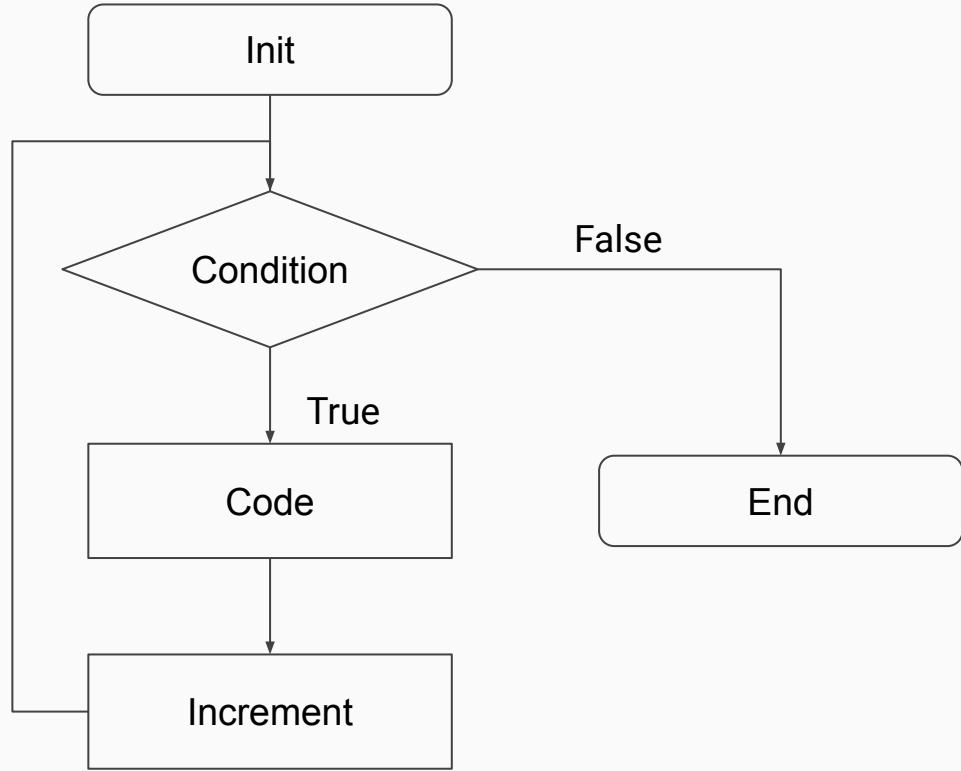 Init
Condition
False
True
Code
End
Increment